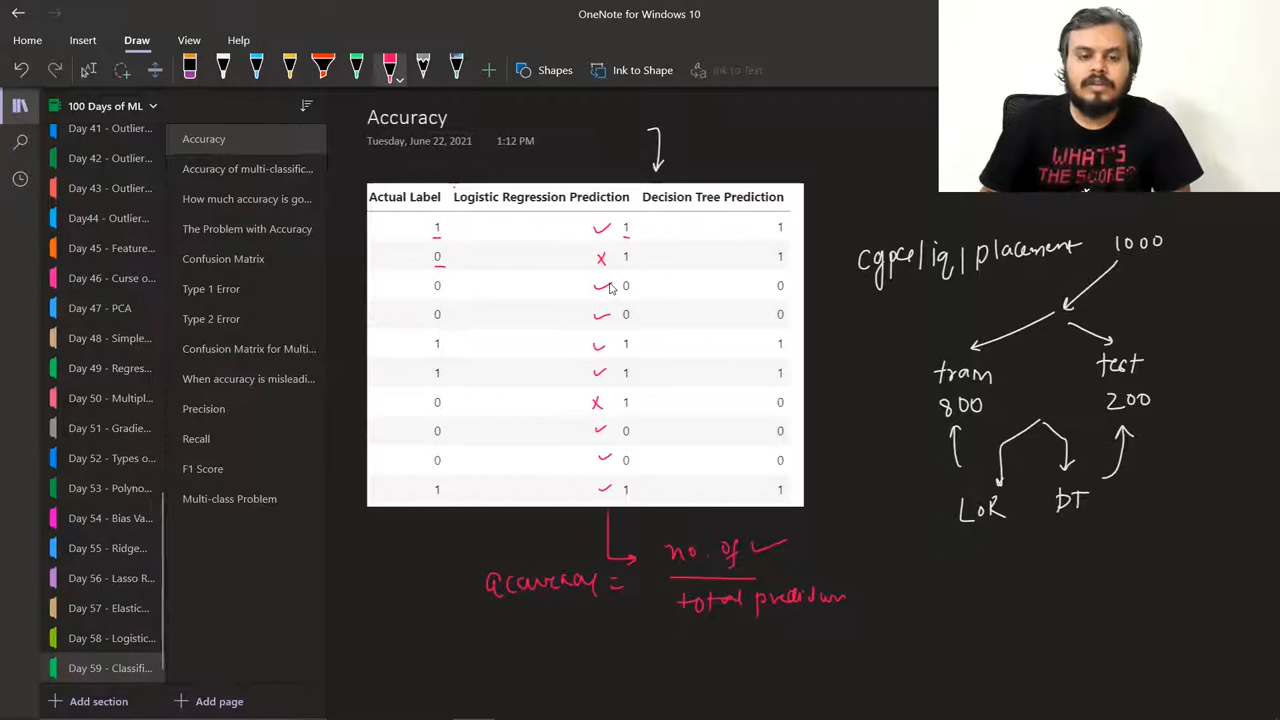 OneNote for Windows 10
Home Insert Draw View Help
Shapes Ink to Shape Ink to Text
100 Days of ML
Day 41 - Outlier...
Day 42 - Outlier...
Day 43 - Outlier...
Day44 - Outlier...
Day 45 - Feature...
Day 46 - Curse o...
Day 47 - PCA
Day 48 - Simple...
Day 49 - Regres...
Day 50 - Multipl...
Day 51 - Gradie...
Day 52 - Types o...
Day 53 - Polyno...
Day 54 - Bias Va...
Day 55 - Ridge...
Day 56 - Lasso R...
Day 57 - Elastic...
Day 58 - Logistic...
Day 59 - Classifi...
Add section
Accuracy
Accuracy of multi-classific...
How much accuracy is go...
The Problem with Accuracy
Confusion Matrix
Type 1 Error
Type 2 Error
Confusion Matrix for Multi...
When accuracy is misleadi...
Precision
Recall
F1 Score
Multi-class Problem
Add page
Accuracy
Tuesday, June 22, 2021 1:12 PM
Actual Label Logistic Regression Prediction Decision Tree Prediction
1 ✓ 1 1
0 x 1 1
0 ✓ 0 0
0 ✓ 0 0
1 ✓ 1 1
1 ✓ 1 1
0 x 1 0
0 ✓ 0 0
0 ✓ 0 0
1 ✓ 1 1
accuracy = no. of ✓
total
WHAT'S
THE SCORE?
/ iq / placement 1000
train test
800 200
LoR DT